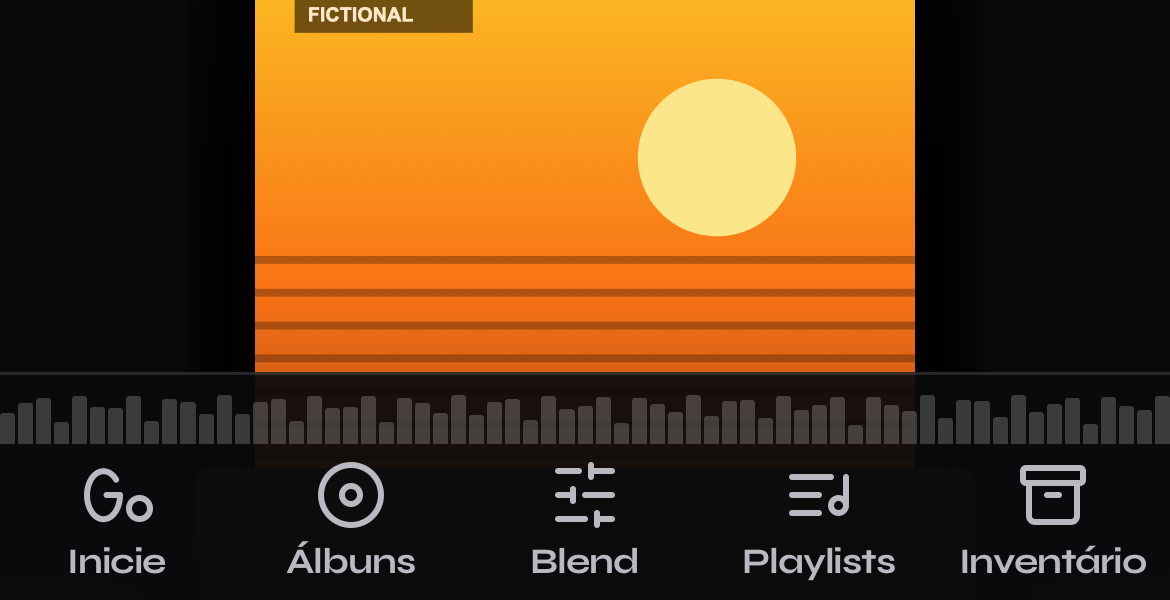 FICTIONAL
Inicie
Álbuns
Blend
Playlists
Inventário